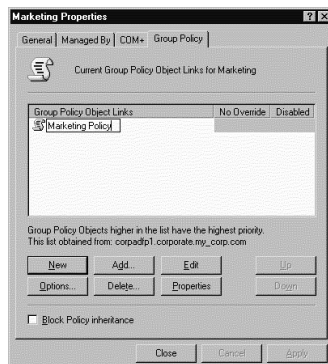 Marketing Properties
General Managed By COM+ Group Policy
Current Group Policy Object Links for Marketing
Group Policy Object Links No Override Disabled
Marketing Policy
Group Policy Objects higher in the list have the highest priority.
This list obtained from: corpadfp1.corporate.my_corp.com
New Add... Edit Up
Options... Delete... Properties Down
Block Policy inheritance
Close Cancel Apply